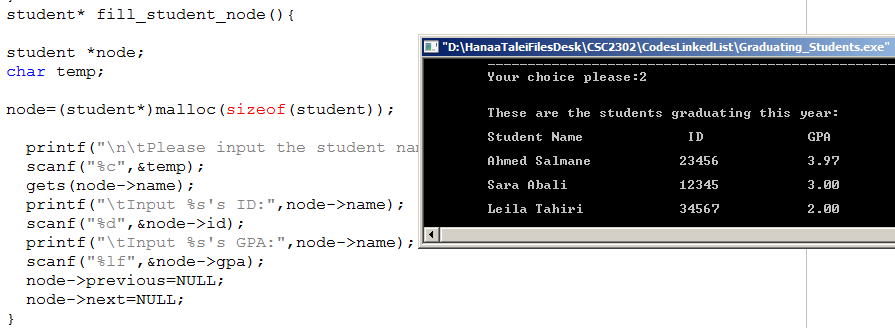 student* fill_student_node(){
student *node;
char temp;
node=(student*)malloc(sizeof(student));
printf("\n\tPlease input the student
scanf("%c",&temp);
gets(node->name);
printf("\tInput %s's ID:",node->name);
scanf("%d",&node->id);
printf("\tInput %s's GPA:",node->name);
scanf("%lf",&node->gpa);
node->previous=NULL;
node->next=NULL;
}
"D:\HanaaTaleiFilesDesk\CSC2302\CodesLinkedList\Graduating_Students.exe"
Your choice please:2
These are the students graduating this year:
Student Name ID GPA
Ahmed Salmane 23456 3.97
Sara Abali 12345 3.00
Leila Tahiri 34567 2.00